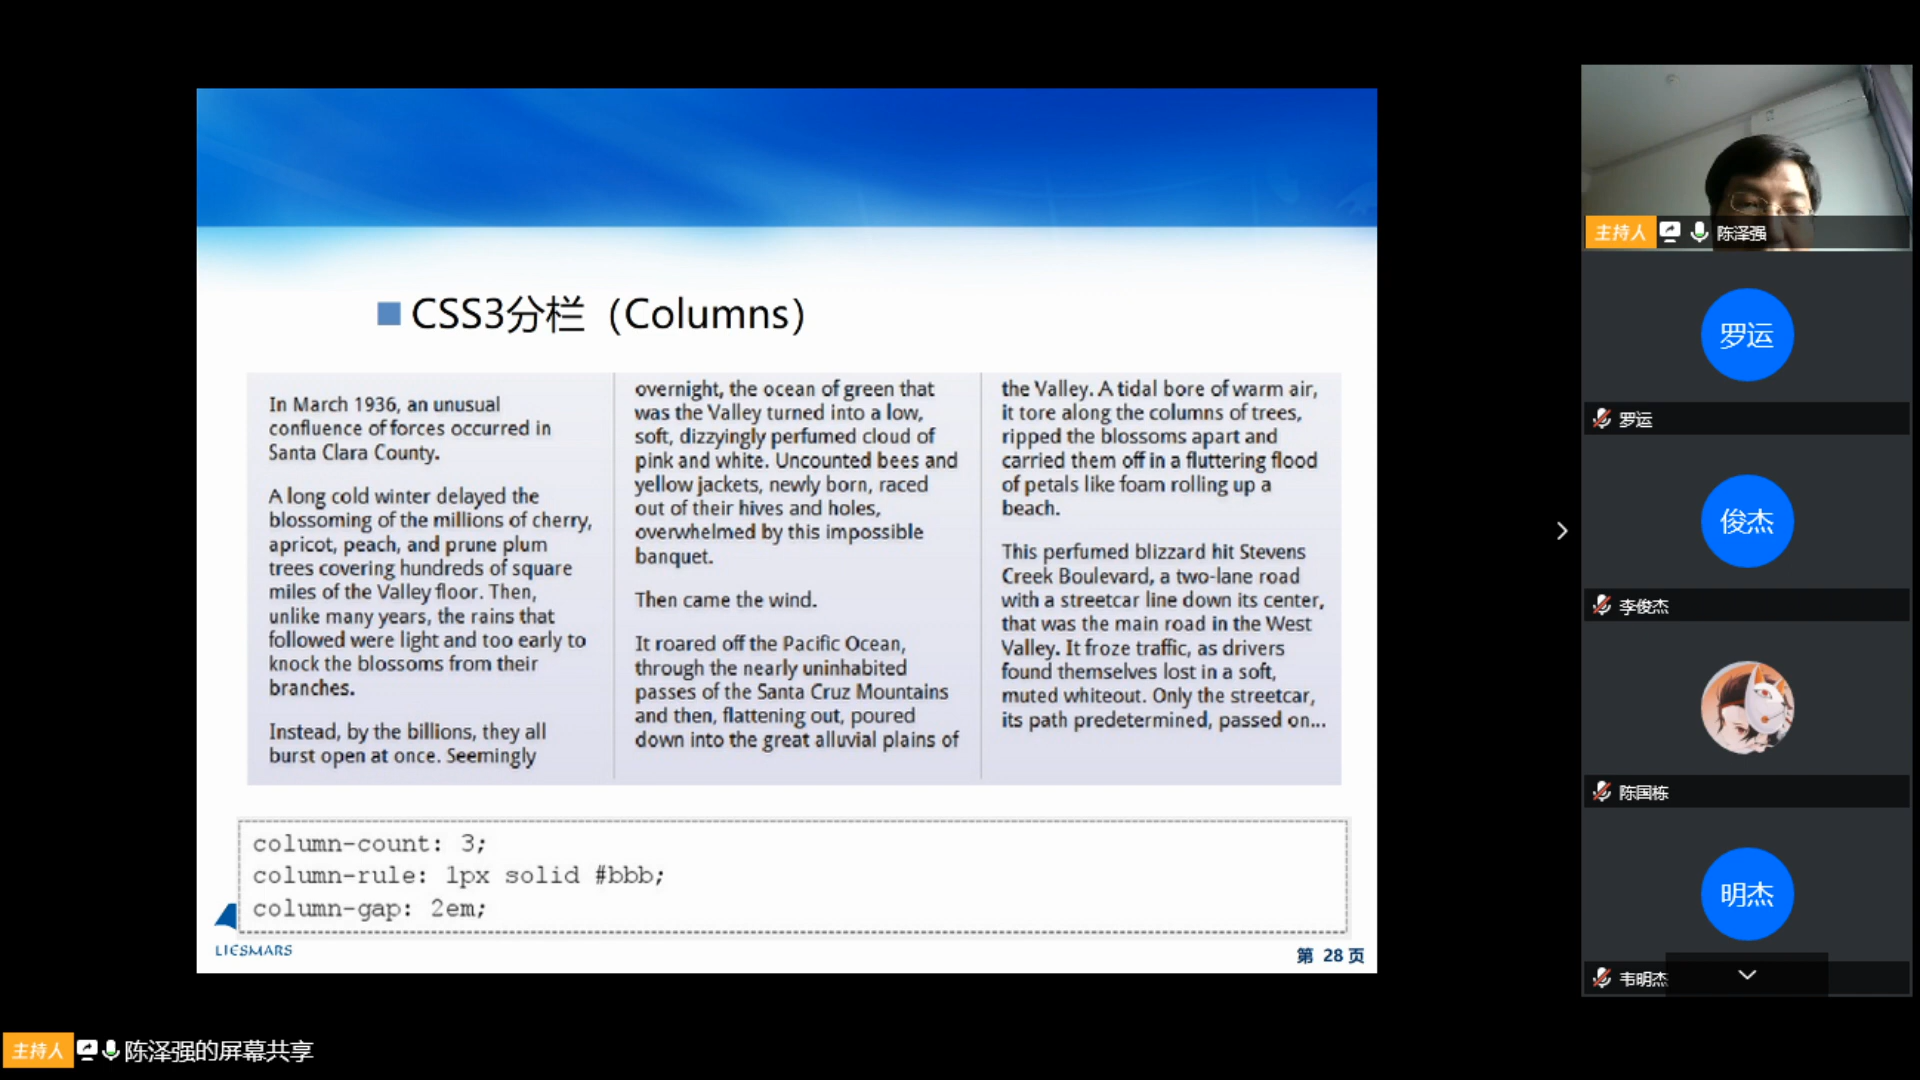 CSS3分栏（Columns）
In March 1936, an unusual
confluence of forces occurred in
Santa Clara County.
A long cold winter delayed the
blossoming of the millions of cherry,
apricot, peach, and prune plum
trees covering hundreds of square
miles of the Valley floor. Then,
unlike many years, the rains that
followed were light and too early to
knock the blossoms from their
branches.
Instead, by the billions, they all
burst open at once. Seemingly
overnight, the ocean of green that
was the Valley turned into a low,
soft, dizzyingly perfumed cloud of
pink and white. Uncounted bees and
yellow jackets, newly born, raced
out of their hives and holes,
overwhelmed by this impossible
banquet.
Then came the wind.
It roared off the Pacific Ocean,
through the nearly uninhabited
passes of the Santa Cruz Mountains
and then, flattening out, poured
down into the great alluvial plains of
the Valley. A tidal bore of warm air,
it tore along the columns of trees,
ripped the blossoms apart and
carried them off in a fluttering flood
of petals like foam rolling up a
beach.
This perfumed blizzard hit Stevens
Creek Boulevard, a two-lane road
with a streetcar line down its center,
that was the main road in the West
Valley. It froze traffic, as drivers
found themselves lost in a soft,
muted whiteout. Only the streetcar,
its path predetermined, passed on...
column-count: 3;
column-rule: 1px solid #bbb;
column-gap: 2em;
LIESMARS
第 28 页
主持人 陈泽强
罗运
罗运
俊杰
李俊杰
陈国栋
明杰
韦明杰
主持人 陈泽强的屏幕共享